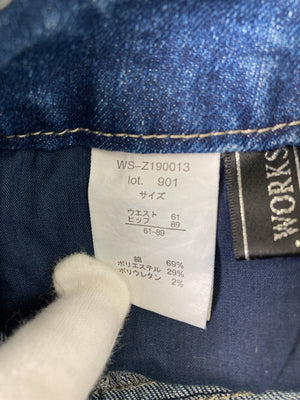 WS-Z190013
lot. 901
サイズ
ウエスト 61
ヒップ 89
61-89
綿 69%
ポリエステル 29%
ポリウレタン 2%
WORKS